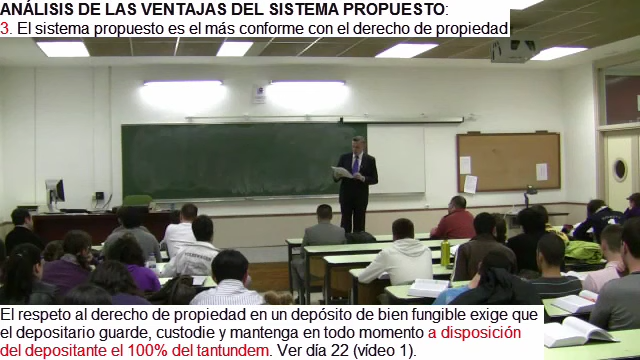 ANÁLISIS DE LAS VENTAJAS DEL SISTEMA PROPUESTO:
3. El sistema propuesto es el más conforme con el derecho de propiedad
El respeto al derecho de propiedad en un depósito de bien fungible exige que
el depositario guarde, custodie y mantenga en todo momento a disposición
del depositante el 100% del tantundem. Ver día 22 (vídeo 1).